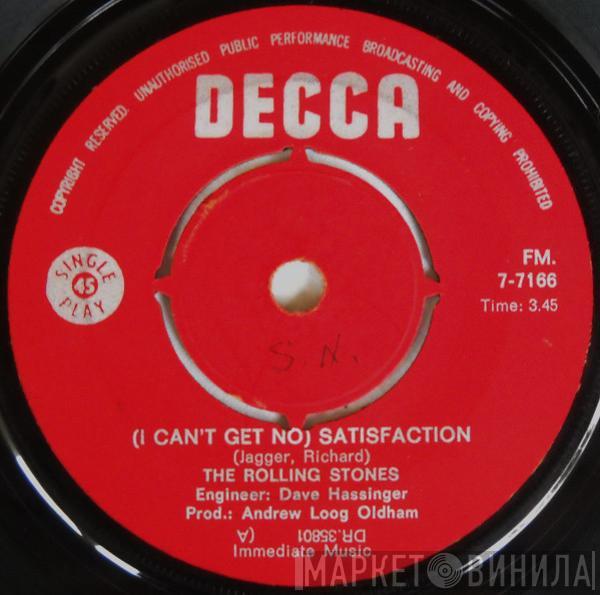 COPYRIGHT RESERVED. UNAUTHORISED PUBLIC PERFORMANCE BROADCASTING AND COPYING PROHIBITED
DECCA
SINGLE
45
PLAY
FM.
7-7166
Time: 3.45
S.N.
(I CAN'T GET NO) SATISFACTION
(Jagger, Richard)
THE ROLLING STONES
Engineer: Dave Hassinger
Prod.: Andrew Loog Oldham
DR.35801 (A)
Immediate Music
МАРКЕТ ВИНИЛА